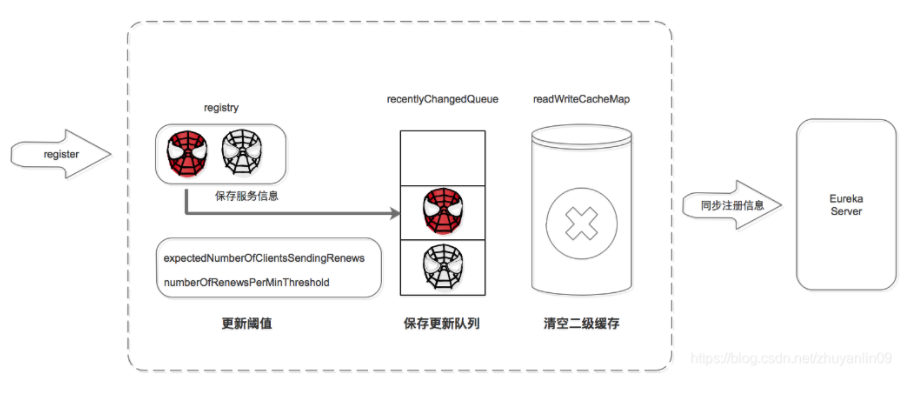 register
registry
保存服务信息
expectedNumberOfClientsSendingRenews
numberOfRenewsPerMinThreshold
更新阈值
recentlyChangedQueue
保存更新队列
readWriteCacheMap
清空二级缓存
同步注册信息
Eureka
Server
https://blog.csdn.net/zhuyanlin09